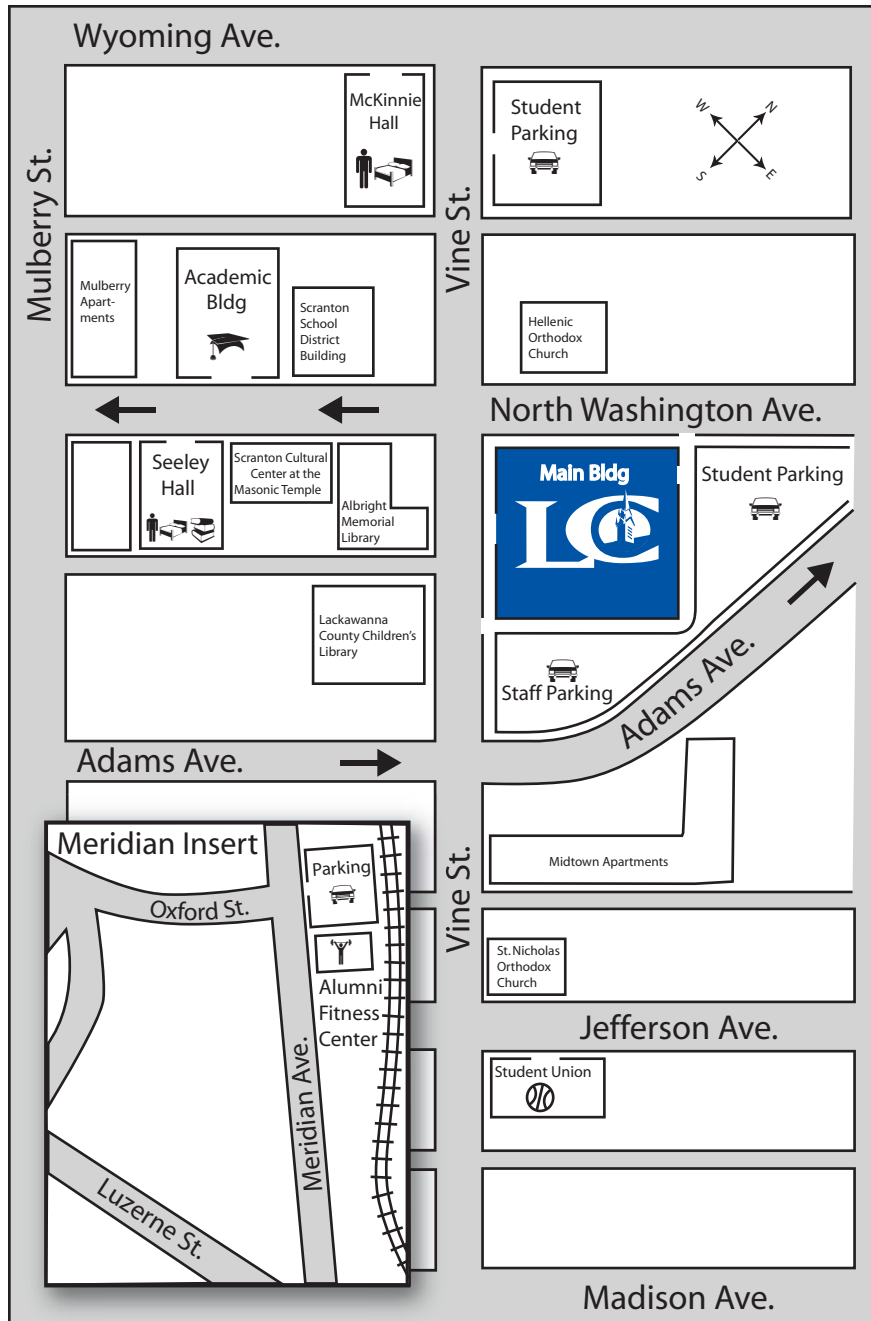 Wyoming Ave.
Mulberry St.
McKinnie
Hall
Vine St.
Student
Parking
W
N
S
E
Mulberry
Apart-
ments
Academic
Bldg
Scranton
School
District
Building
Hellenic
Orthodox
Church
North Washington Ave.
Seeley
Hall
Scranton Cultural
Center at the
Masonic Temple
Albright
Memorial
Library
Main Bldg
LC
Student Parking
Lackawanna
County Children's
Library
Staff Parking
Adams Ave.
Adams Ave.
Midtown Apartments
Vine St.
Meridian Insert
Parking
Oxford St.
Alumni
Fitness
Center
Meridian Ave.
Luzerne St.
St. Nicholas
Orthodox
Church
Jefferson Ave.
Student Union
Madison Ave.